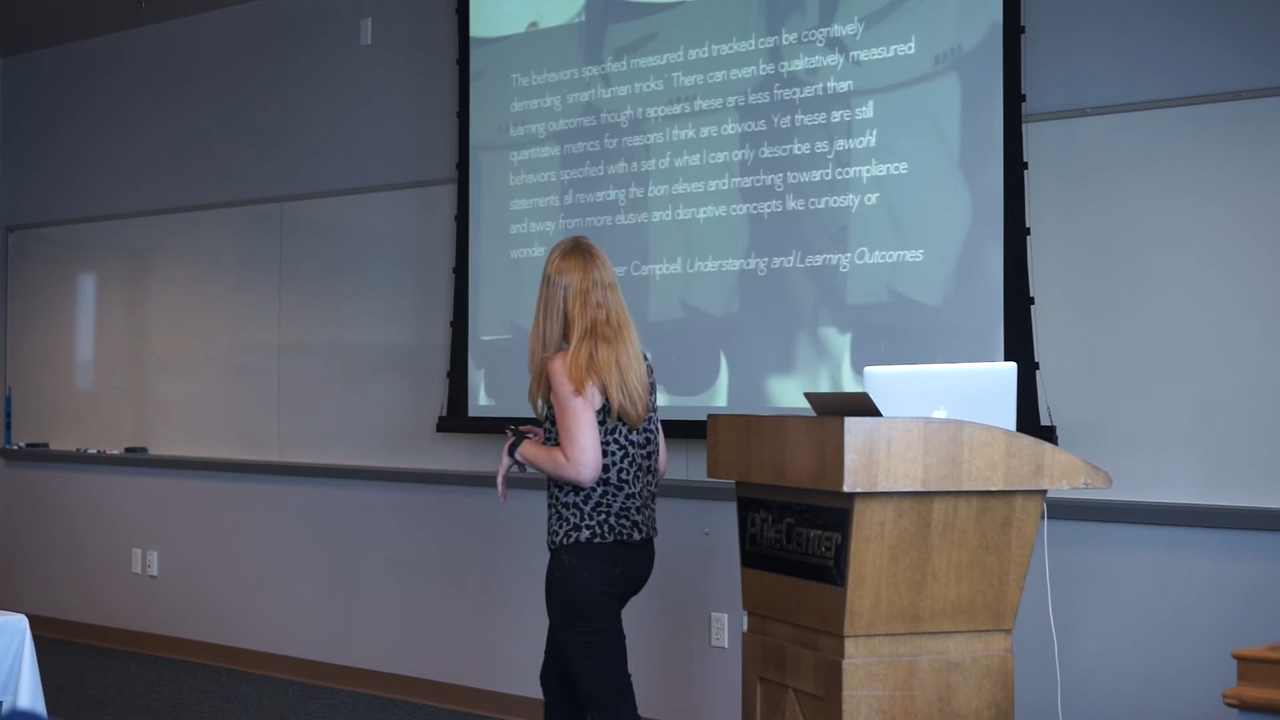 The behaviors specified, measured, and tracked can be cognitively
demanding "smart human tricks." There can even be qualitatively measured
learning outcomes, though it appears these are less frequent than
quantitative metrics, for reasons I think are obvious. Yet these are still
behaviors, specified with a set of what I can only describe as jawohl!
statements, all rewarding the bon eleves and marching toward compliance
and away from more elusive and disruptive concepts like curiosity or
wonder.
Campbell, Understanding and Learning Outcomes
Pyle Center